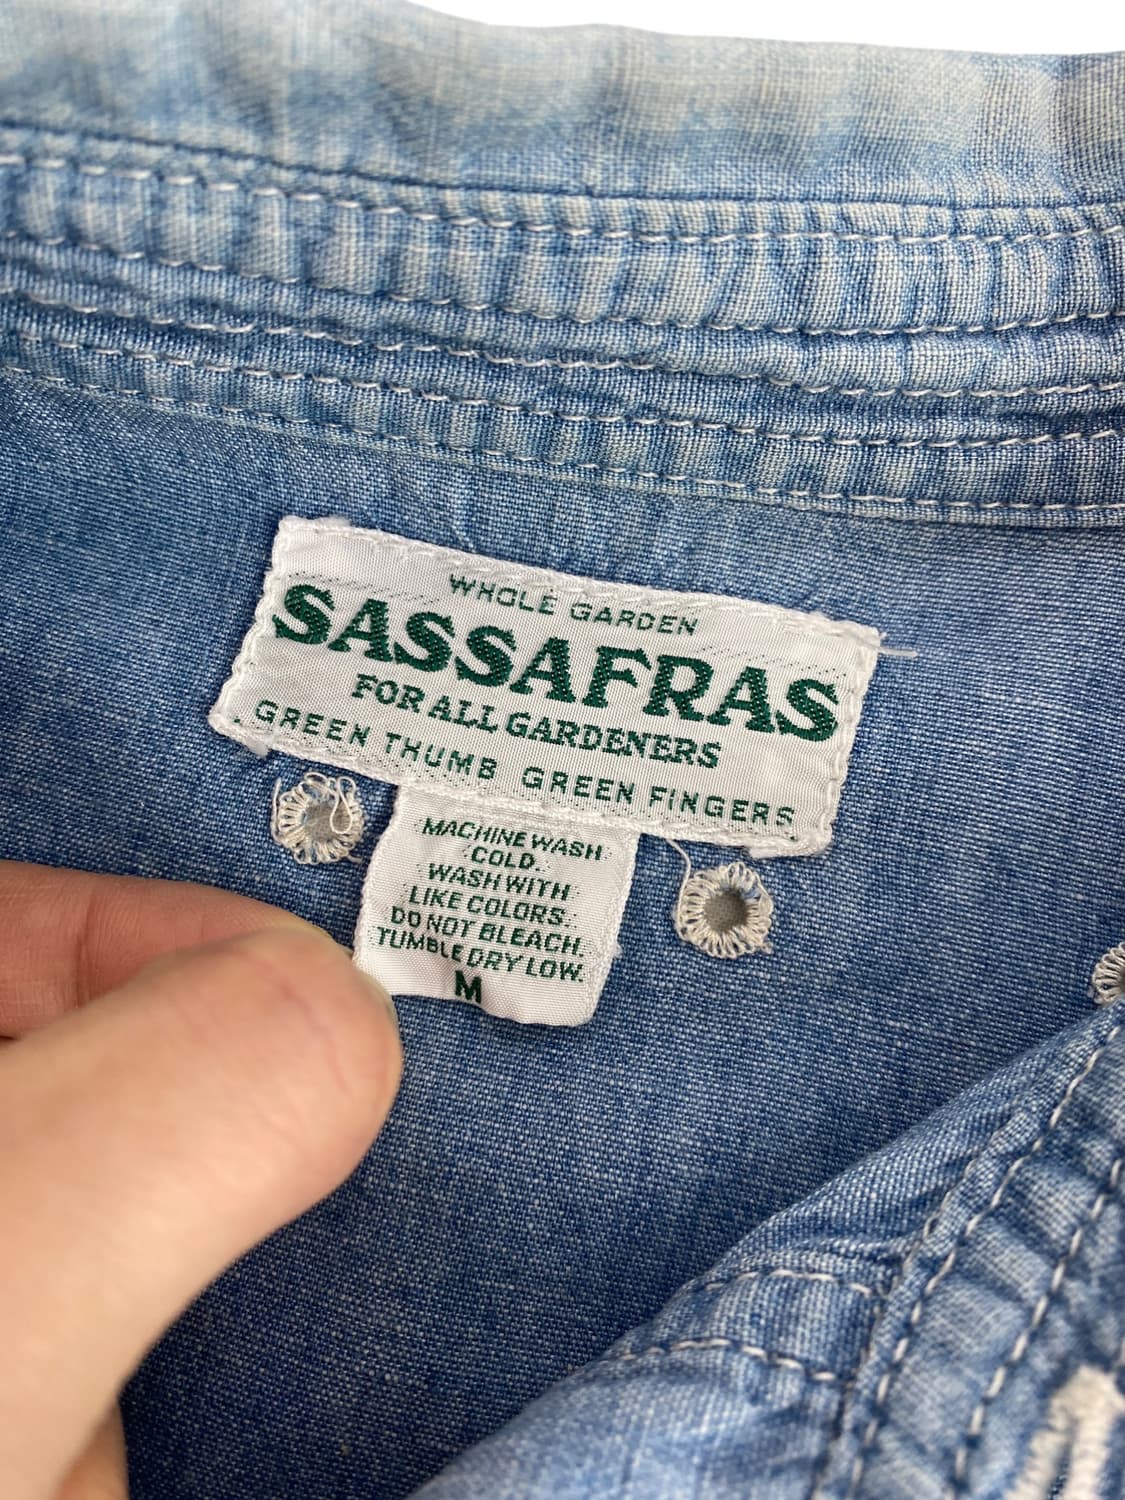 WHOLE GARDEN
SASSAFRAS
FOR ALL GARDENERS
GREEN THUMB GREEN FINGERS
MACHINE WASH
COLD.
WASH WITH
LIKE COLORS.
DO NOT BLEACH.
TUMBLE DRY LOW.
M